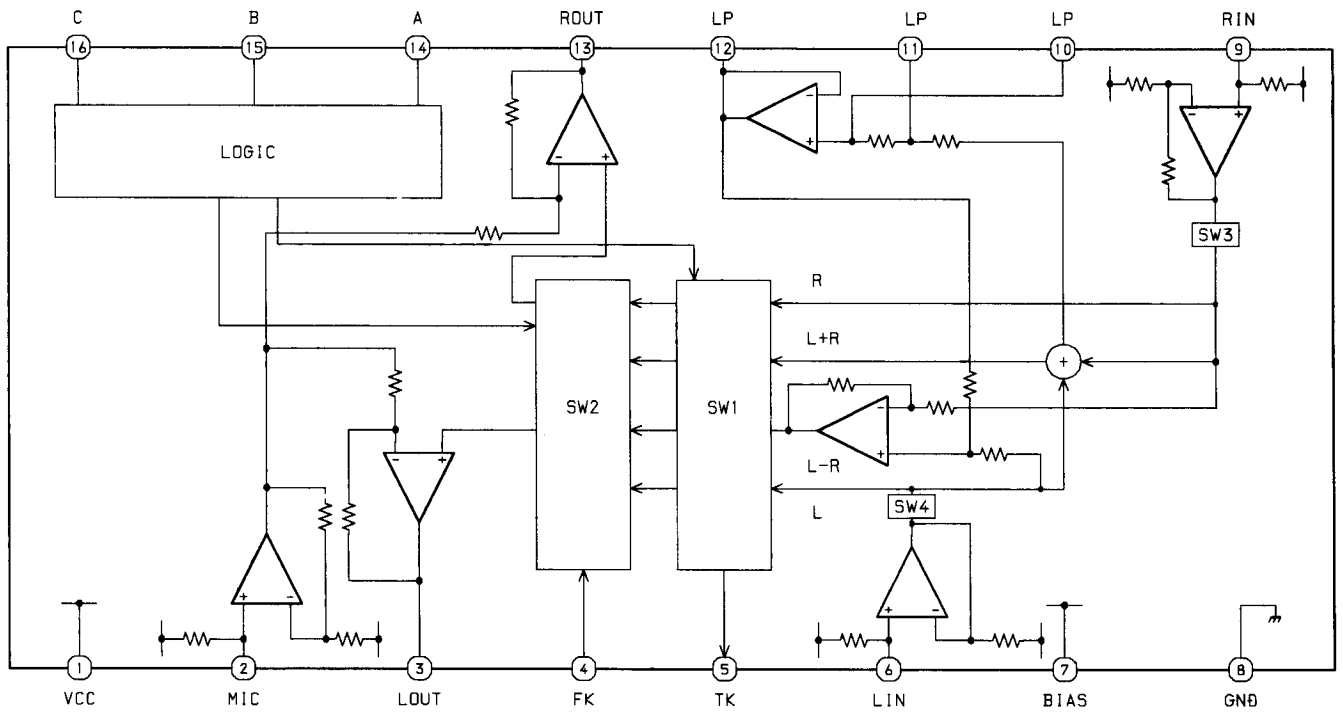 C B A ROUT LP LP LP RIN
16 15 14 13 12 11 10 9
- +
-
+
LOGIC
- +
SW3
R
L+R
+
SW2
SW1
-
+
- +
L-R
L
SW4
+ -
+ -
1 2 3 4 5 6 7 8
VCC MIC LOUT FK TK LIN BIAS GND